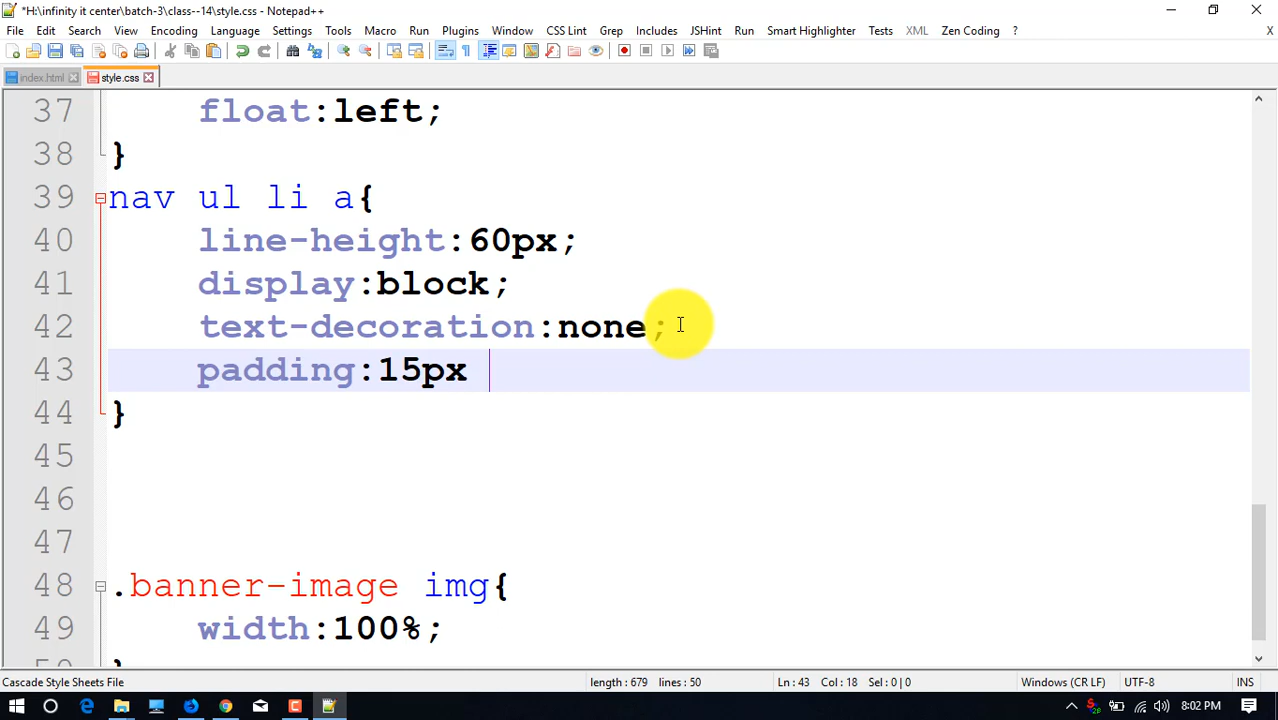 *H:\infinity it center\batch-3\class--14\style.css - Notepad++
File Edit Search View Encoding Language Settings Tools Macro Run Plugins Window CSS Lint Grep Includes JSHint Run Smart Highlighter Tests XML Zen Coding ? X
index.html style.css
37 float:left;
38 }
39 nav ul li a{
40 line-height:60px;
41 display:block;
42 text-decoration:none;
43 padding:15px
44 }
45
46
47
48 .banner-image img{
49 width:100%;
50 }
Cascade Style Sheets File length : 679 lines : 50 Ln : 43 Col : 18 Sel : 0 | 0 Windows (CR LF) UTF-8 INS
8:02 PM